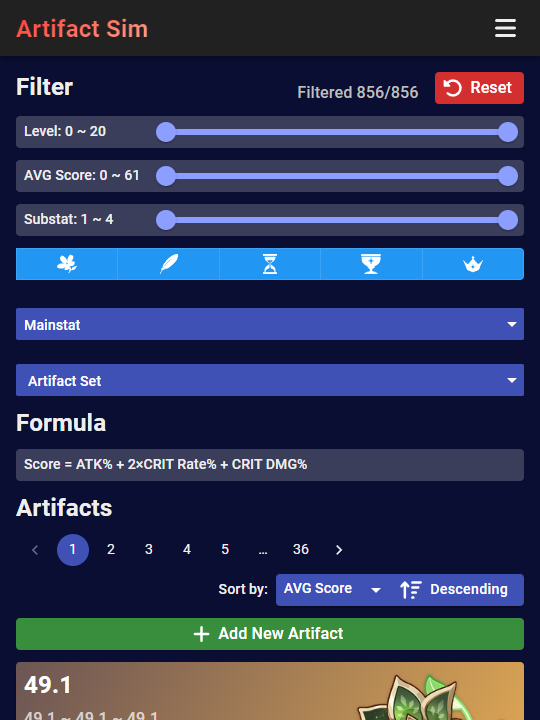 Artifact Sim
Filter
Filtered 856/856
Reset
Level: 0 ~ 20
AVG Score: 0 ~ 61
Substat: 1 ~ 4
Mainstat
Artifact Set
Formula
Score = ATK% + 2×CRIT Rate% + CRIT DMG%
Artifacts
1 2 3 4 5 ... 36
Sort by: AVG Score Descending
Add New Artifact
49.1
49.1 ~ 49.1 ~ 49.1